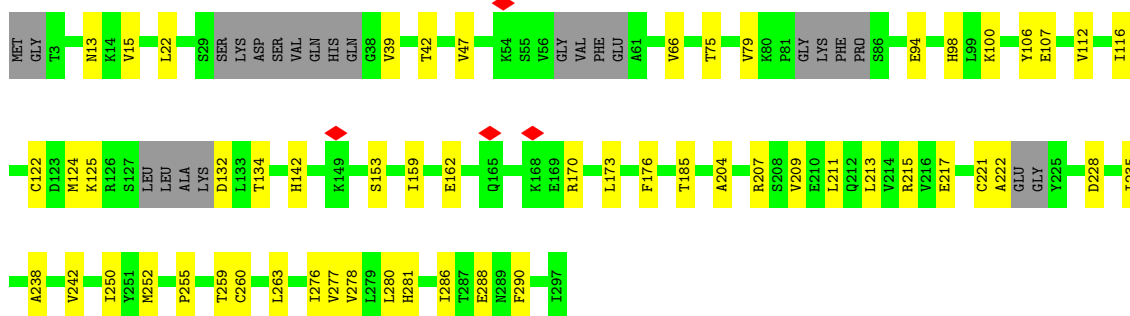 MET GLY T3 N13 K14 V15 L22 S29 SER LYS ASP SER VAL GLN HIS GLN G38 V39 T42 V47 K54 S55 V56 GLY VAL PHE GLU A61 V66 T75 V79 K80 P81 GLY LYS PHE PRO S86 E94 H98 L99 K100 Y106 E107 V112 I116
C122 D123 M124 K125 R126 S127 LEU LEU ALA LYS D132 L133 T134 H142 K149 S153 I159 E162 Q165 K168 E169 R170 L173 F176 T185 A204 R207 S208 V209 E210 L211 Q212 L213 V214 R215 V216 E217 C221 A222 GLU GLY Y225 D228
A238 V242 I250 Y251 M252 P255 T259 C260 L263 I276 V277 V278 L279 L280 H281 I286 T287 E288 N289 F290 I297